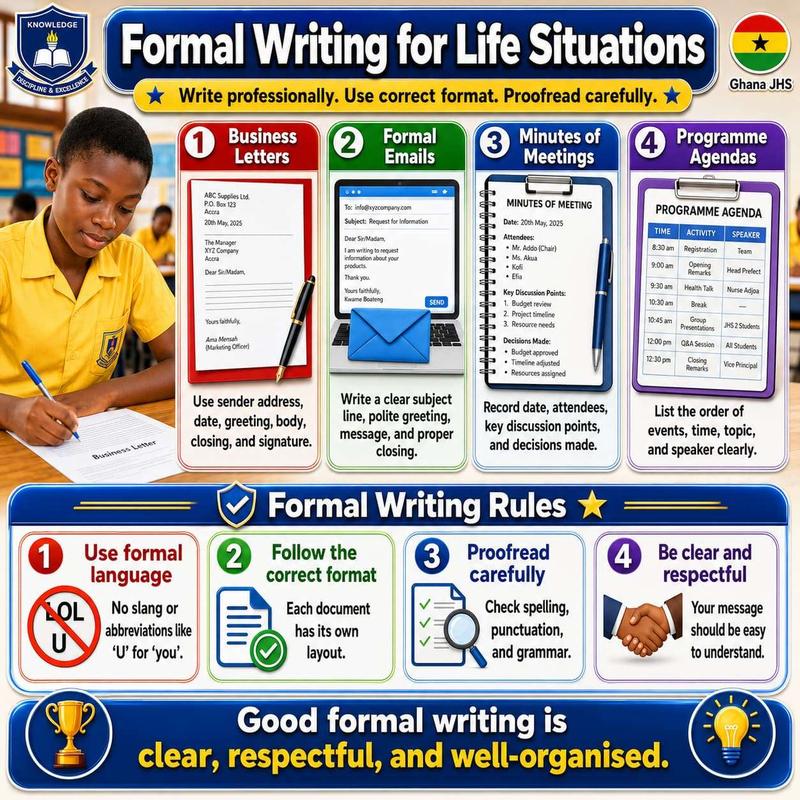 KNOWLEDGE
DISCIPLINE & EXCELLENCE
Formal Writing for Life Situations
Write professionally. Use correct format. Proofread carefully.
Ghana JHS
1 Business
Letters
ABC Supplies Ltd.
P.O. Box 123
Accra
20th May, 2025
The Manager
XYZ Company
Accra
Dear Sir/Madam,
Yours faithfully,
Ama Mensah
(Marketing Officer)
Use sender address,
date, greeting, body,
closing, and signature.
2 Formal
Emails
To: info@xyzcompany.com
Subject: Request for Information
Dear Sir/Madam,
I am writing to request
information about your
products.
Thank you.
Yours faithfully,
Kwame Boateng
SEND
Write a clear subject
line, polite greeting,
message, and proper
closing.
3 Minutes of
Meetings
MINUTES OF MEETING
Date: 20th May, 2025
Attendees:
• Mr. Addo (Chair)
• Ms. Akua
• Kofi
• Efia
Key Discussion Points:
1. Budget review
2. Project timeline
3. Resource needs
Decisions Made:
• Budget approved
• Timeline adjusted
• Resources assigned
Record date, attendees,
key discussion points,
and decisions made.
4 Programme
Agendas
PROGRAMME AGENDA
TIME ACTIVITY SPEAKER
8:30 am Registration Team
9:00 am Opening Remarks Head Prefect
9:30 am Health Talk Nurse Adjoa
10:30 am Break —
10:45 am Group Presentations JHS 2 Students
12:00 pm Q&A Session All Students
12:30 pm Closing Remarks Vice Principal
List the order of
events, time, topic,
and speaker clearly.
Business Letter
Formal Writing Rules
1 Use formal
language
LOL
U
No slang or
abbreviations like
'U' for 'you'.
2 Follow the
correct format
Each document
has its own
layout.
3 Proofread
carefully
Check spelling,
punctuation,
and grammar.
4 Be clear and
respectful
Your message
should be easy
to understand.
Good formal writing is
clear, respectful, and well-organised.